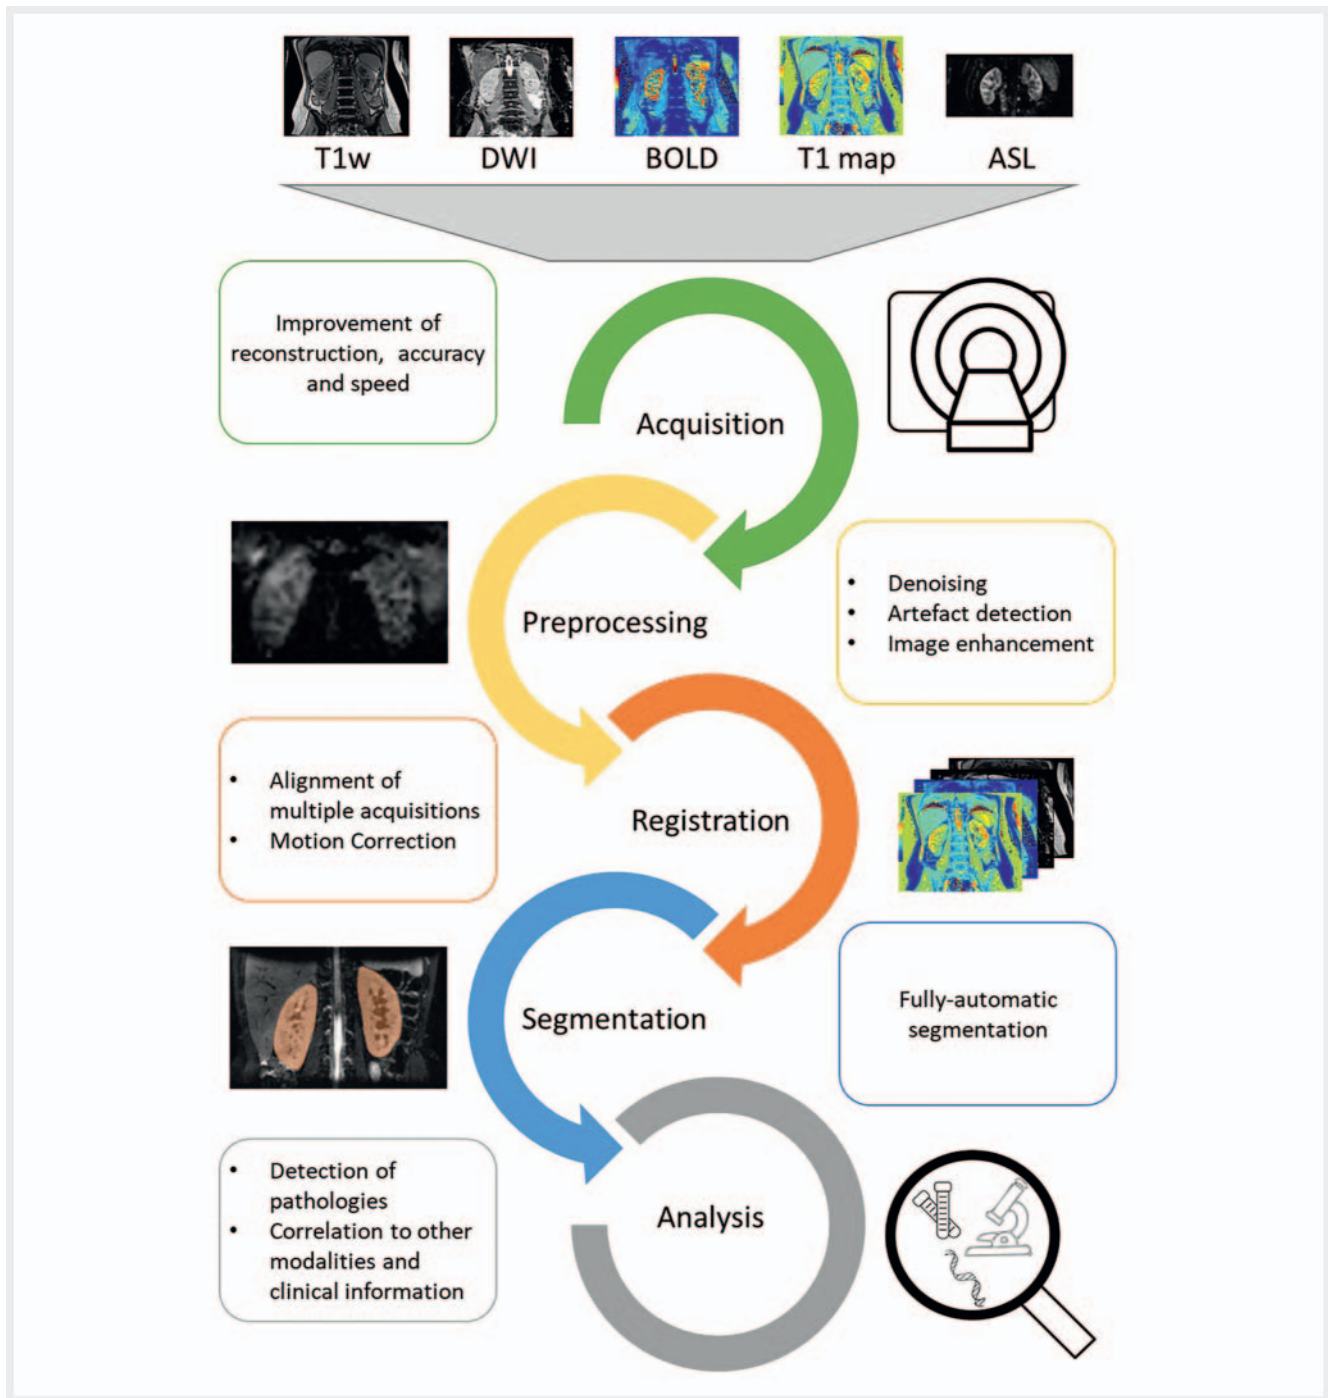 T1w DWI BOLD T1 map ASL
Improvement of
reconstruction, accuracy
and speed
Acquisition
Preprocessing
• Denoising
• Artefact detection
• Image enhancement
• Alignment of
multiple acquisitions
• Motion Correction
Registration
Segmentation
Fully-automatic
segmentation
• Detection of
pathologies
• Correlation to other
modalities and
clinical information
Analysis